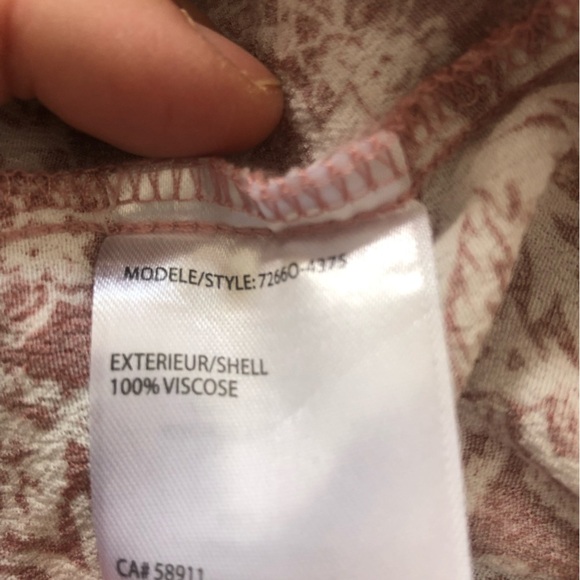 MODELE/STYLE: 72660-4375
EXTERIEUR/SHELL
100% VISCOSE
CA# 58911